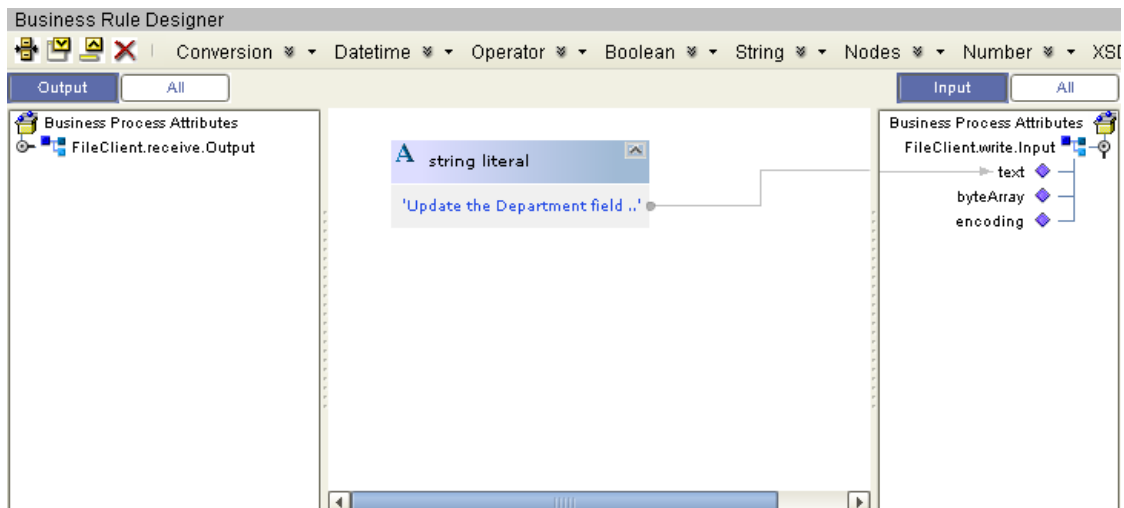 Business Rule Designer
Conversion Datetime Operator Boolean String Nodes Number XSD
Output All Input All
Business Process Attributes
FileClient.receive.Output
A string literal
'Update the Department field ..'
Business Process Attributes
FileClient.write.Input
text
byteArray
encoding